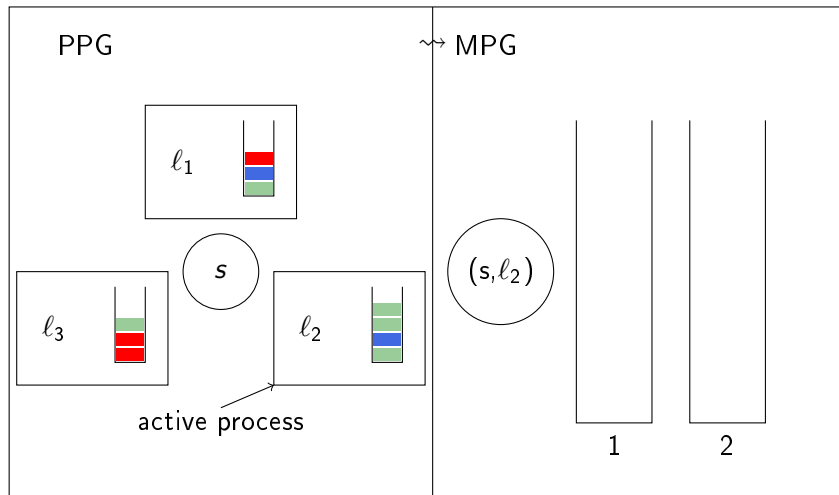 PPG
⇝ MPG
ℓ₁
s
(s,ℓ₂)
ℓ₃
ℓ₂
active process
1
2